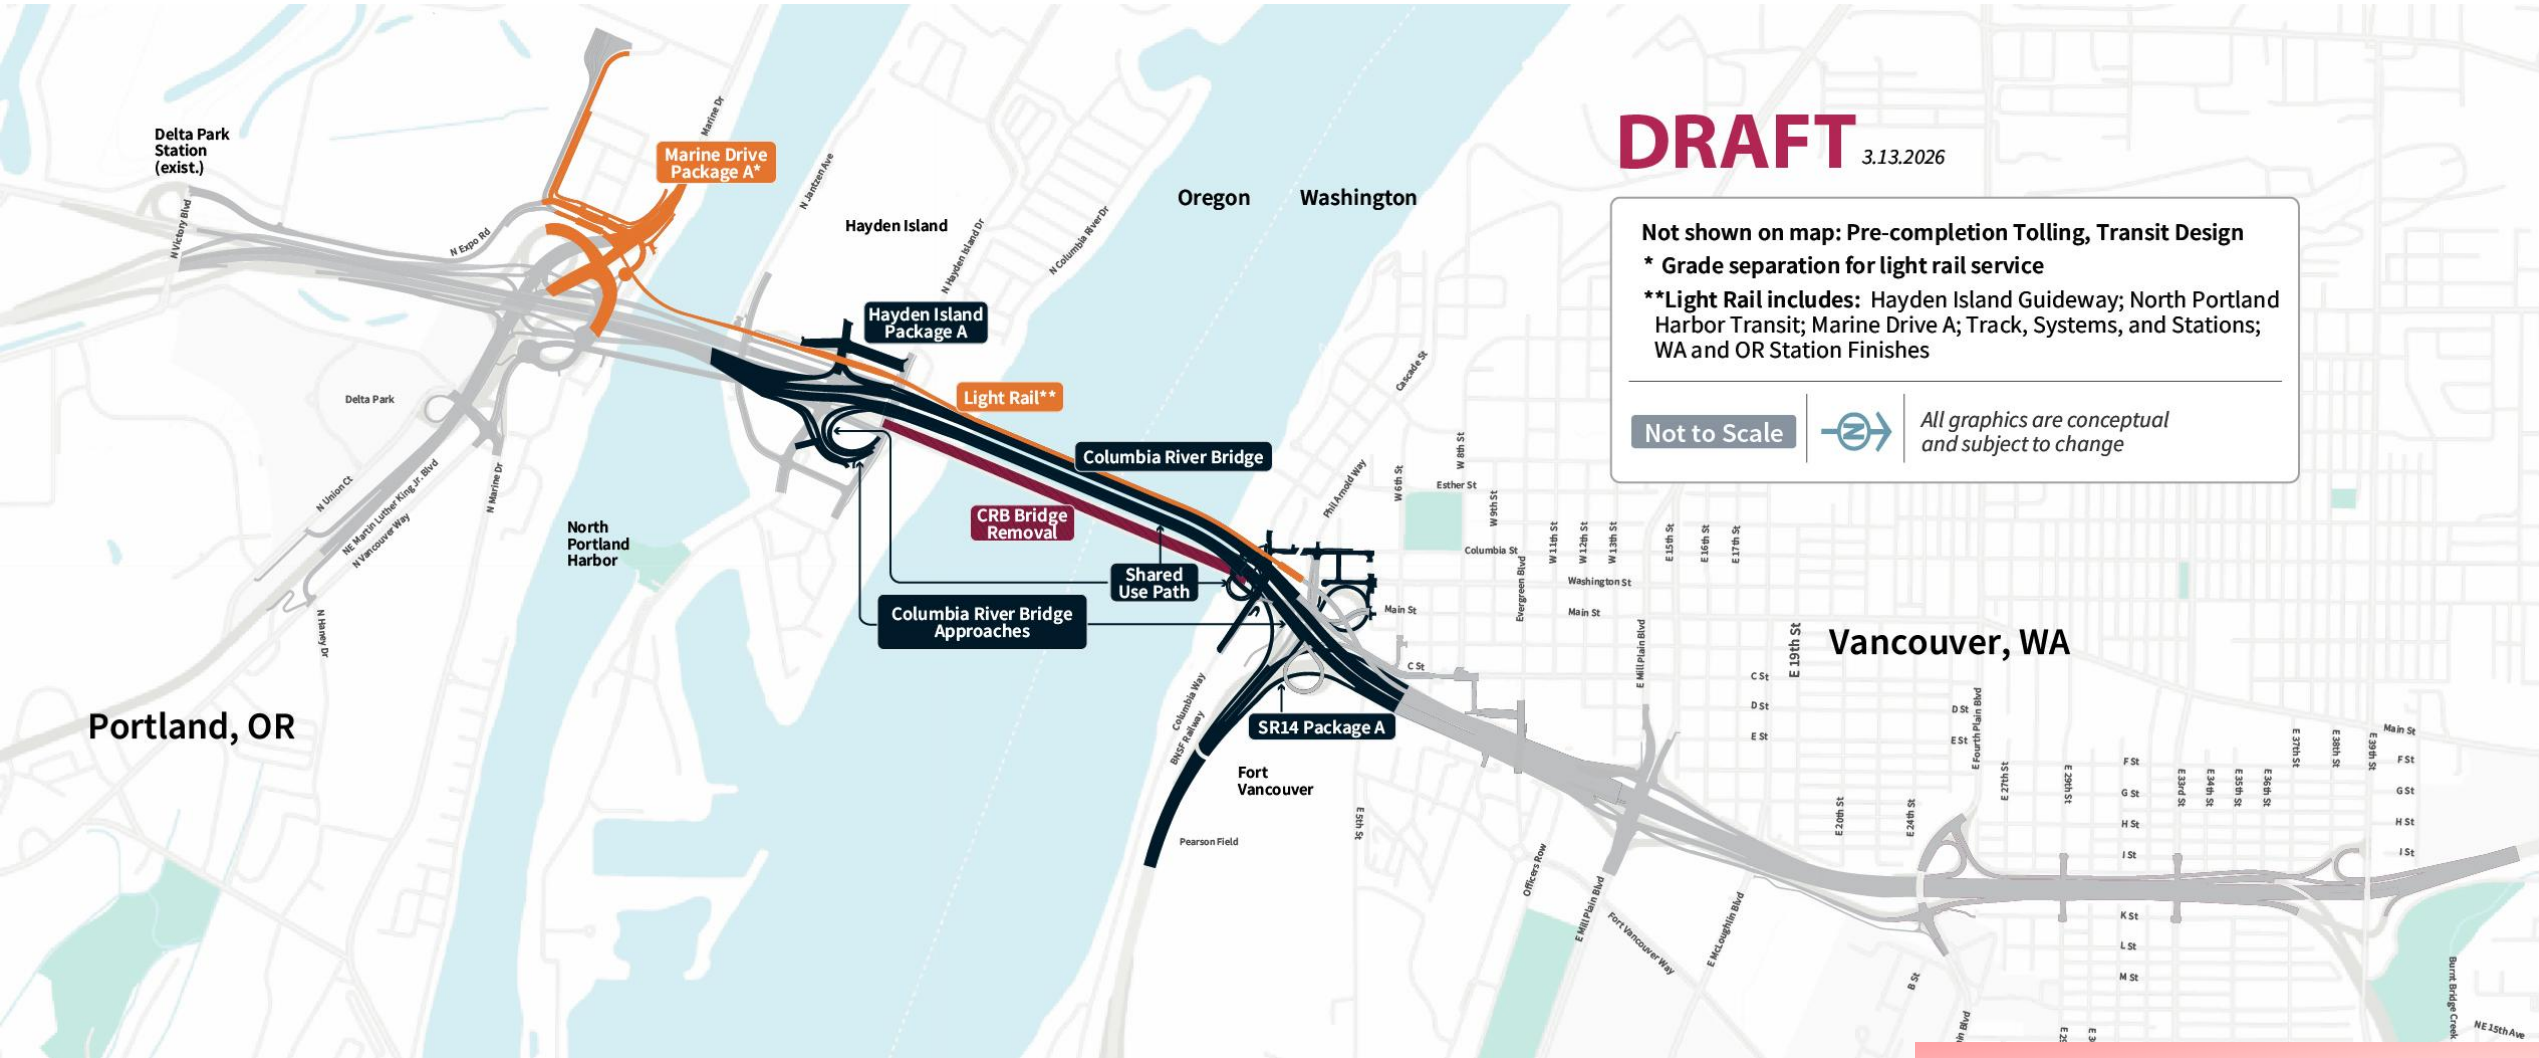 Delta Park
Station
(exist.)
N Victory Blvd
N Expo Rd
Marine Drive
Package A*
Marine Dr
N Jantzen Ave
Hayden Island
N Hayden Island Dr
N Columbia River Dr
Oregon
Washington
DRAFT 3.13.2026
Not shown on map: Pre-completion Tolling, Transit Design
* Grade separation for light rail service
**Light Rail includes: Hayden Island Guideway; North Portland
Harbor Transit; Marine Drive A; Track, Systems, and Stations;
WA and OR Station Finishes
Not to Scale
N
All graphics are conceptual
and subject to change
Hayden Island
Package A
Light Rail**
Columbia River Bridge
CRB Bridge
Removal
Shared
Use Path
Columbia River Bridge
Approaches
SR14 Package A
Delta Park
N Union Ct
NE Martin Luther King Jr. Blvd
N Vancouver Way
N Marine Dr
N Haney Dr
North
Portland
Harbor
Portland, OR
Cascade St
Phil Arnold Way
W 6th St
W 8th St
Esther St
W 9th St
Columbia St
Evergreen Blvd
W 11th St
W 12th St
W 13th St
E 15th St
E 16th St
E 17th St
Washington St
Main St
Main St
C St
E Mill Plain Blvd
E 19th St
Vancouver, WA
C St
D St
E St
D St
E St
E Fourth Plain Blvd
Columbia Way
BNSF Railway
Fort
Vancouver
Pearson Field
E 5th St
Officers Row
E Mill Plain Blvd
Fort Vancouver Way
E McLoughlin Blvd
E 20th St
E 24th St
E 27th St
E 29th St
F St
G St
H St
I St
K St
L St
M St
E 33rd St
E 34th St
E 35th St
E 36th St
E 37th St
E 38th St
E 39th St
Main St
F St
G St
H St
I St
B St
Burnt Bridge Creek
NE 15th Ave